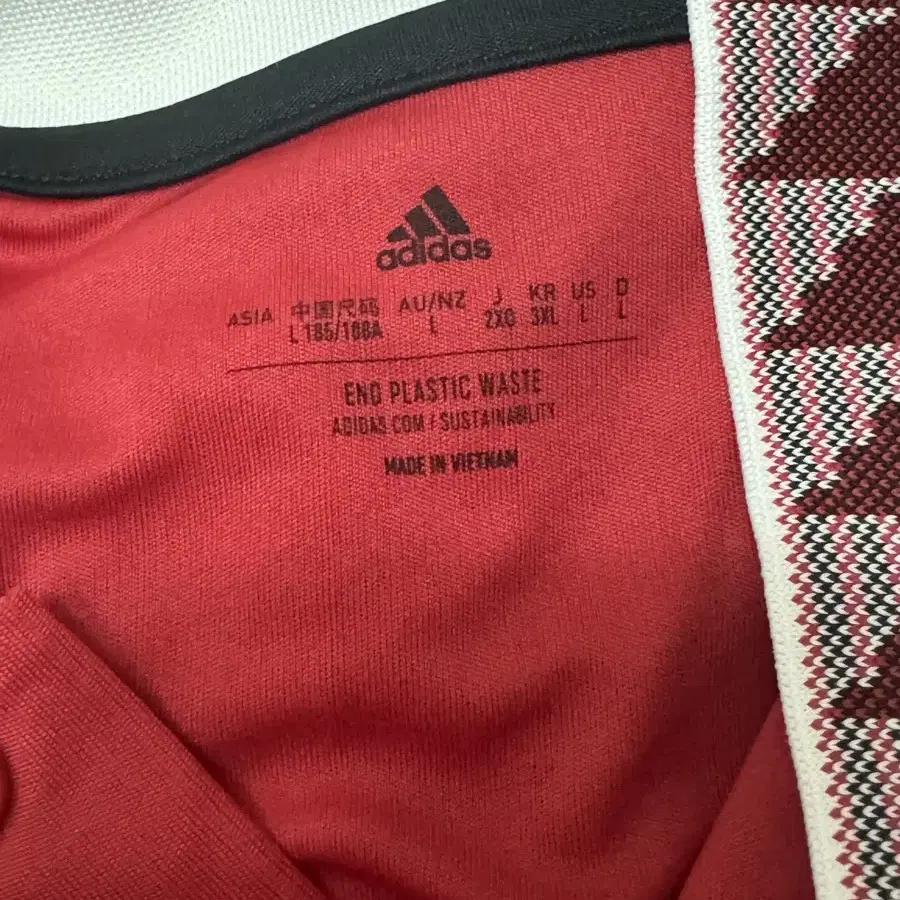 adidas
ASIA 中国尺码 AU/NZ J KR US D
L 185/108A L 2XO 3XL L L
END PLASTIC WASTE
ADIDAS.COM / SUSTAINABILITY
MADE IN VIETNAM